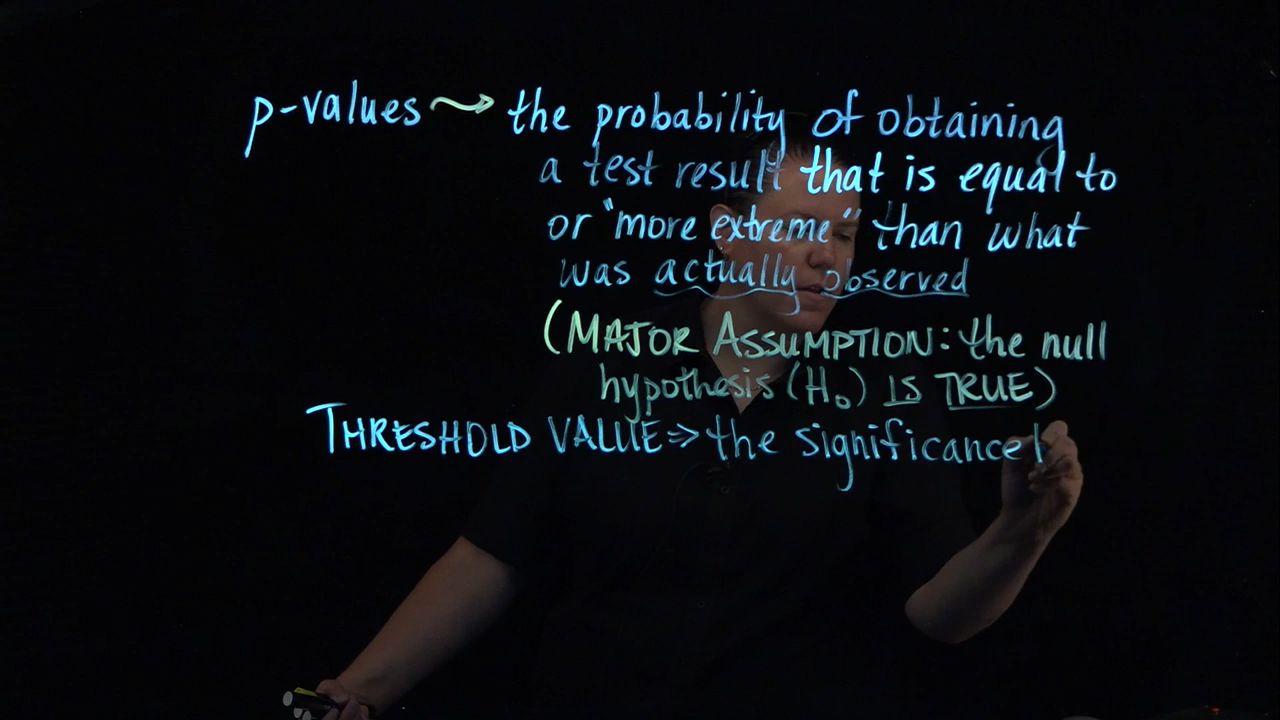 p-values ⇝ the probability of obtaining
a test result that is equal to
or "more extreme" than what
was actually observed
(MAJOR ASSUMPTION: the null
hypothesis (H₀) IS TRUE)
THRESHOLD VALUE => the significance l